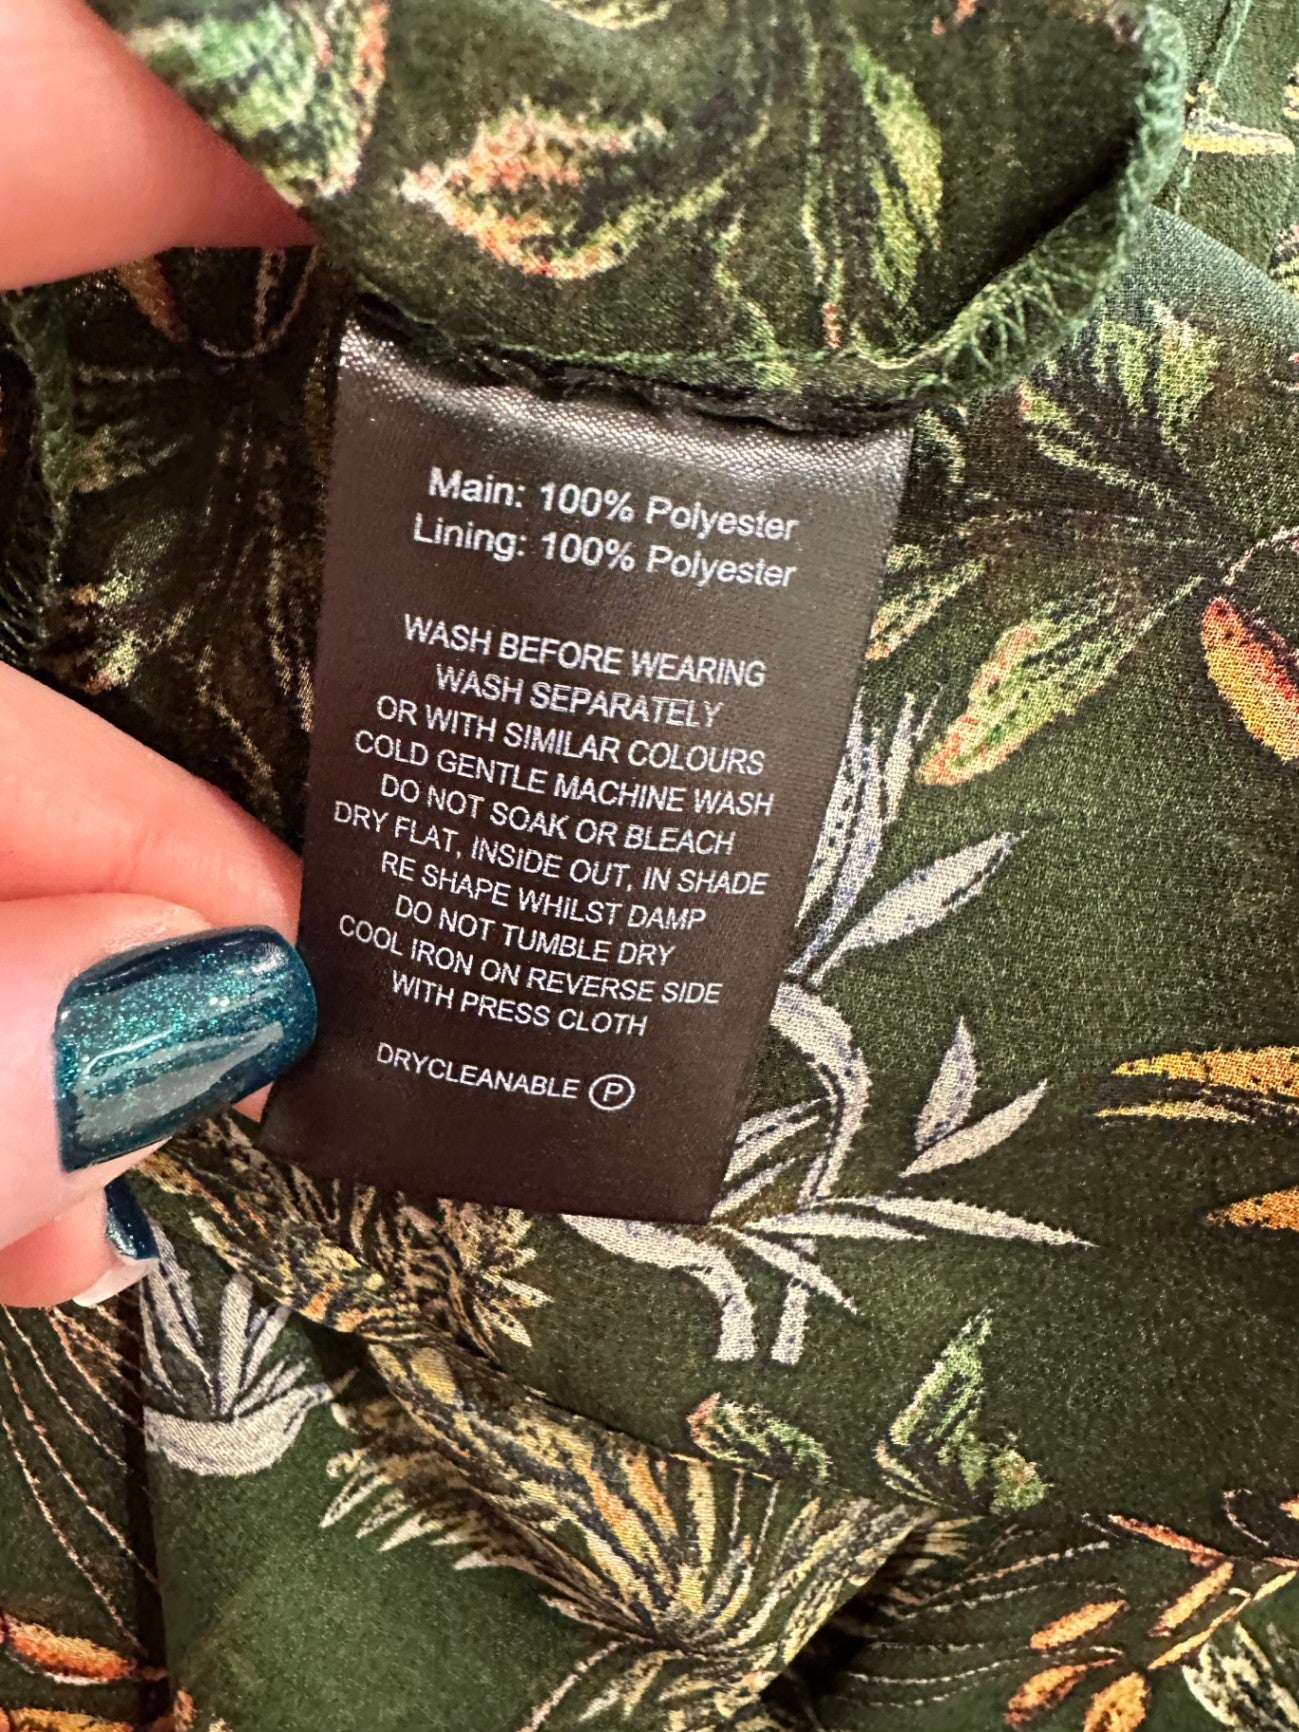 Main: 100% Polyester
Lining: 100% Polyester
WASH BEFORE WEARING
WASH SEPARATELY
OR WITH SIMILAR COLOURS
COLD GENTLE MACHINE WASH
DO NOT SOAK OR BLEACH
DRY FLAT, INSIDE OUT, IN SHADE
RE SHAPE WHILST DAMP
DO NOT TUMBLE DRY
COOL IRON ON REVERSE SIDE
WITH PRESS CLOTH
DRYCLEANABLE P